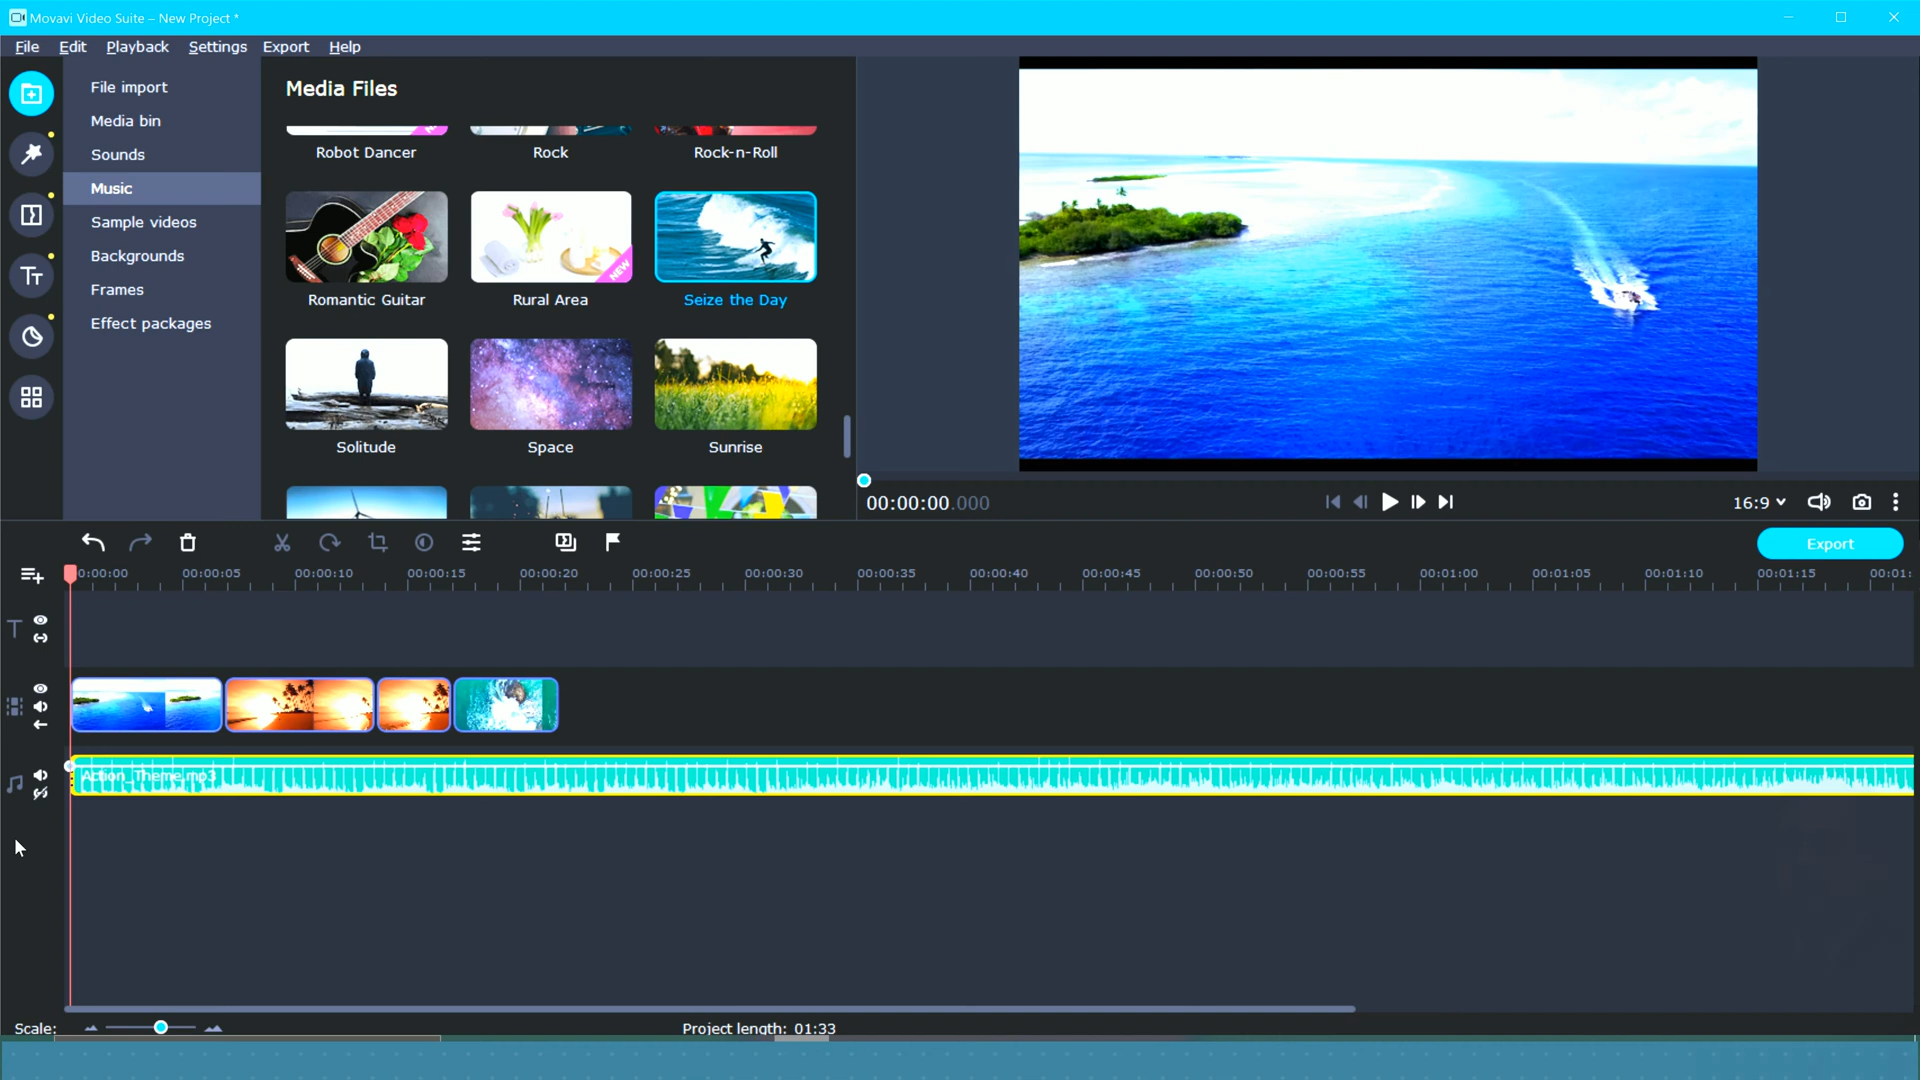 Movavi Video Suite – New Project *
File Edit Playback Settings Export Help
File import
Media bin
Sounds
Music
Sample videos
Backgrounds
Frames
Effect packages
Media Files
Robot Dancer Rock Rock-n-Roll
NEW
Romantic Guitar Rural Area Seize the Day
Solitude Space Sunrise
00:00:00.000
16:9
Export
0:00:00 00:00:05 00:00:10 00:00:15 00:00:20 00:00:25 00:00:30 00:00:35 00:00:40 00:00:45 00:00:50 00:00:55 00:01:00 00:01:05 00:01:10 00:01:15 00:01:
Action_Theme.mp3
Scale:
Project length: 01:33